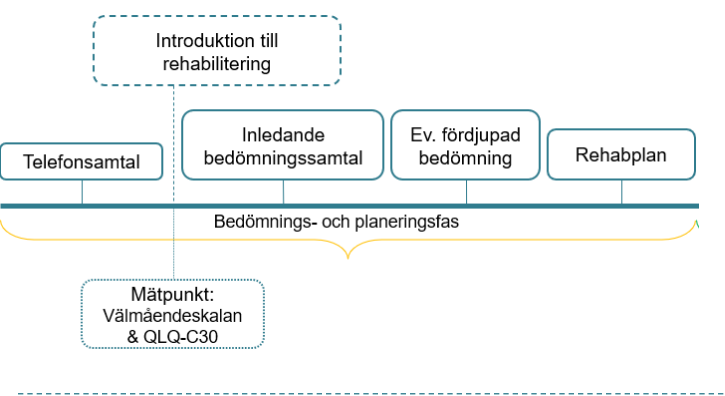 Introduktion till
rehabilitering
Telefonsamtal
Inledande
bedömningssamtal
Ev. fördjupad
bedömning
Rehabplan
Bedömnings- och planeringsfas
Mätpunkt:
Välmåendeskalan
& QLQ-C30